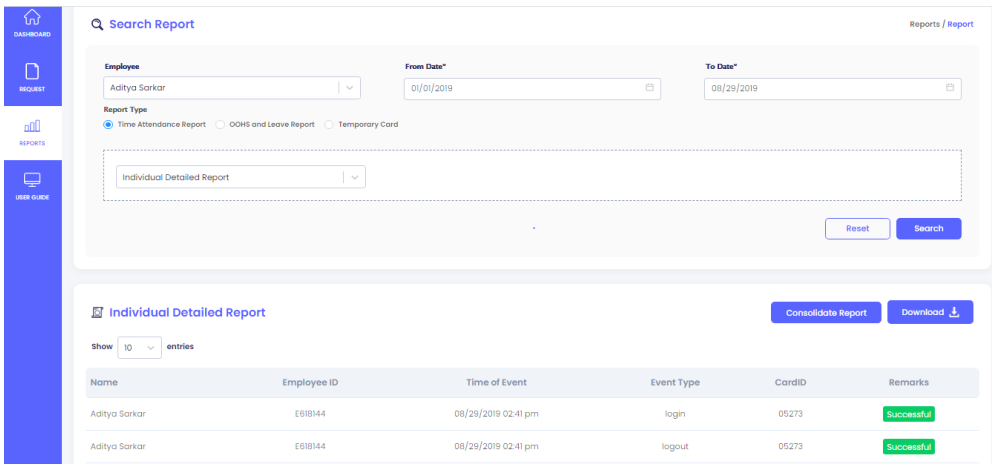 DASHBOARD
REQUEST
REPORTS
USER GUIDE
Search Report
Reports / Report
Employee
From Date*
To Date*
Aditya Sarkar
01/01/2019
08/29/2019
Report Type
Time Attendance Report
OOHS and Leave Report
Temporary Card
Individual Detailed Report
Reset
Search
Individual Detailed Report
Consolidate Report
Download
Show 10 entries
Name Employee ID Time of Event Event Type CardID Remarks
Aditya Sarkar E618144 08/29/2019 02:41 pm login 05273 Successful
Aditya Sarkar E618144 08/29/2019 02:41 pm logout 05273 Successful